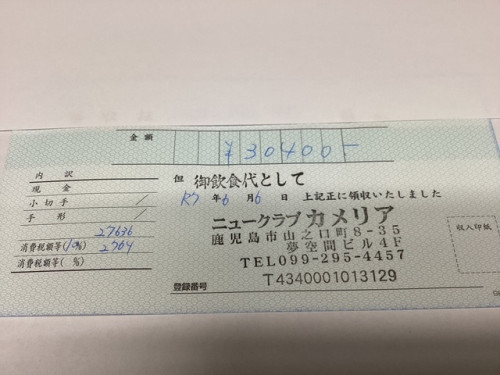 金額 ¥30400-
内訳
現金
小切手 /
手形 /
27636
消費税額等(10%) 2764
消費税額等( %)
但 御飲食代として
R7年6月6日 上記正に領収いたしました
ニュークラブ カメリア
鹿児島市山之口町8-35
夢空間ビル4F
TEL099-295-4457
登録番号 T4340001013129
収入印紙